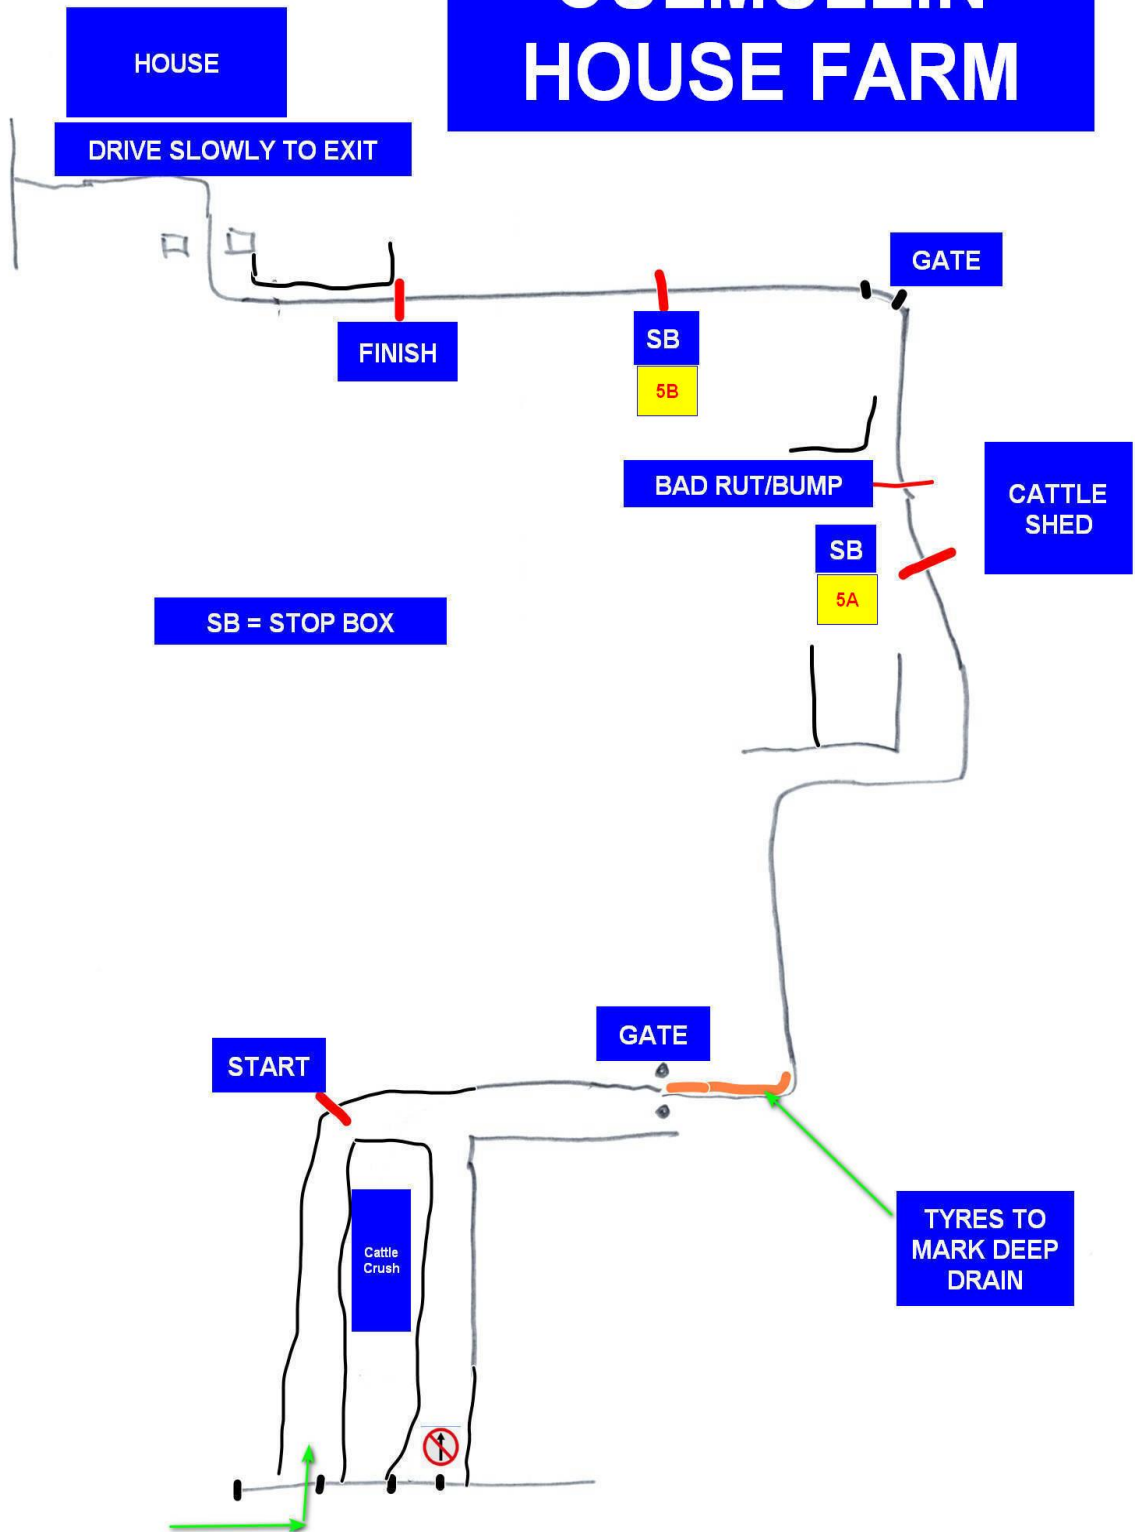 HOUSE FARM
HOUSE
DRIVE SLOWLY TO EXIT
GATE
FINISH
SB
5B
BAD RUT/BUMP
CATTLE
SHED
SB
5A
SB = STOP BOX
GATE
START
TYRES TO
MARK DEEP
DRAIN
Cattle
Crush